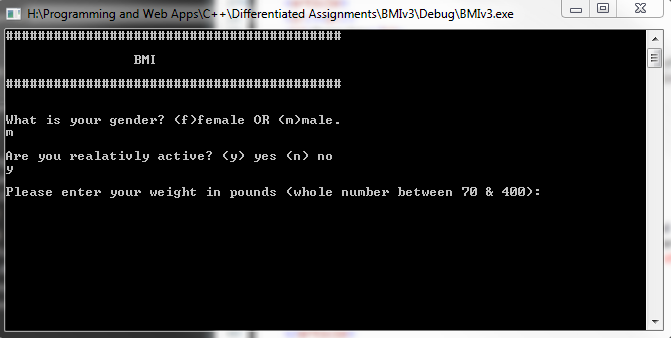 H:\Programming and Web Apps\C++\Differentiated Assignments\BMIv3\Debug\BMIv3.exe
##########################################
BMI
##########################################
What is your gender? (f)female OR (m)male.
m
Are you realativly active? (y) yes (n) no
y
Please enter your weight in pounds (whole number between 70 & 400):